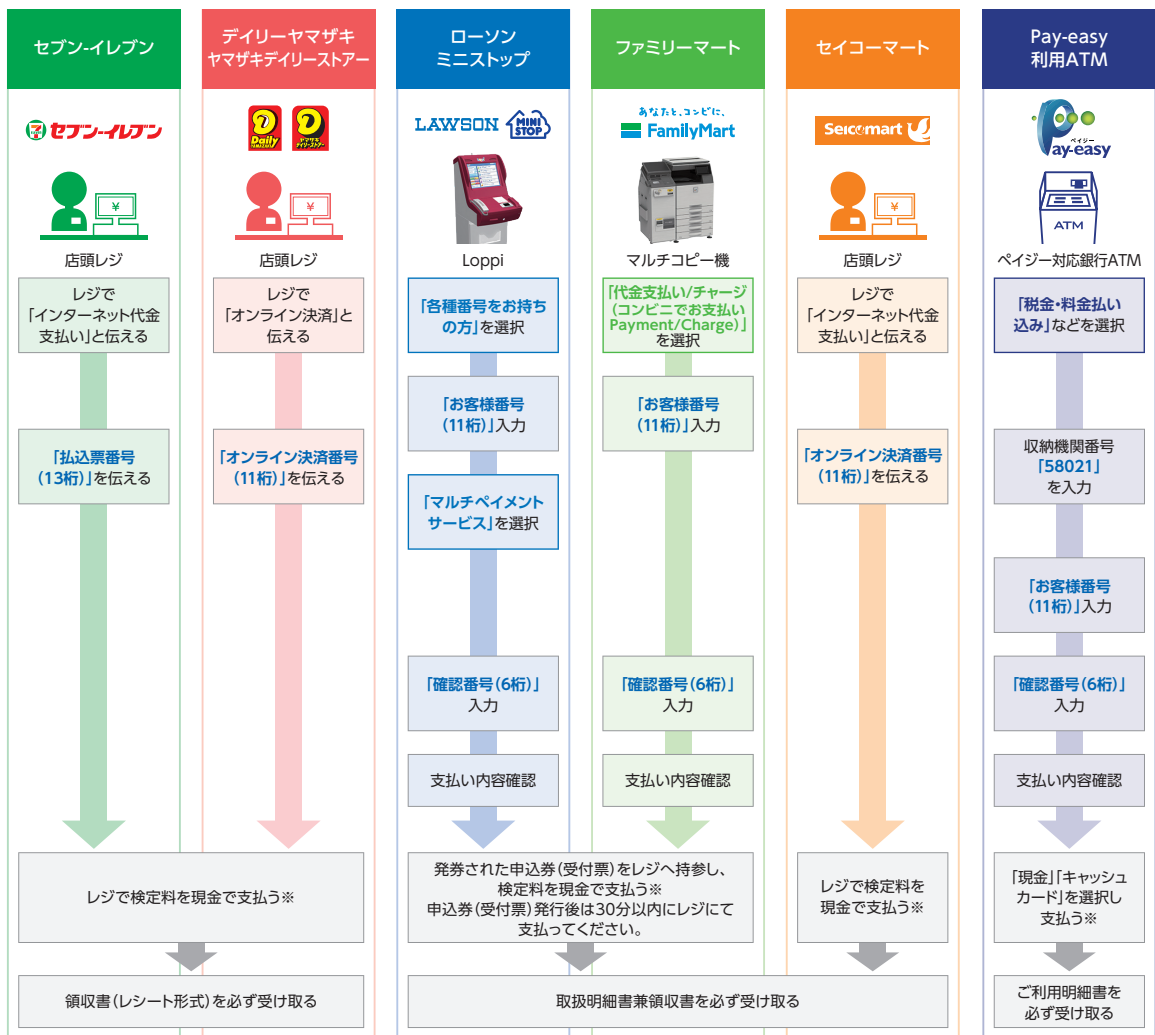 セブン-イレブン
デイリーヤマザキ
ヤマザキデイリーストアー
ローソン
ミニストップ
ファミリーマート
セイコーマート
Pay-easy
利用ATM
7
セブン-イレブン
Daily
YAMAZAKI
ヤマザキ
デイリーストアー
LAWSON
MINI
STOP
あなたと、コンビに、
FamilyMart
Seicomart
ペイジー
Pay-easy
¥
¥
Loppi
¥
ATM
店頭レジ
店頭レジ
Loppi
マルチコピー機
店頭レジ
ペイジー対応銀行ATM
レジで
「インターネット代金
支払い」と伝える
レジで
「オンライン決済」と
伝える
「各種番号をお持ち
の方」を選択
「代金支払い/チャージ
(コンビニでお支払い
Payment/Charge)」
を選択
レジで
「インターネット代金
支払い」と伝える
「税金・料金払い
込み」などを選択
「お客様番号
(11桁)」入力
「お客様番号
(11桁)」入力
「払込票番号
(13桁)」を伝える
「オンライン決済番号
(11桁)」を伝える
「マルチペイメント
サービス」を選択
「オンライン決済番号
(11桁)」を伝える
収納機関番号
「58021」
を入力
「お客様番号
(11桁)」入力
「確認番号(6桁)」
入力
「確認番号(6桁)」
入力
「確認番号(6桁)」
入力
支払い内容確認
支払い内容確認
支払い内容確認
レジで検定料を現金で支払う※
発券された申込券(受付票)をレジへ持参し、
検定料を現金で支払う※
申込券(受付票)発行後は30分以内にレジにて
支払ってください。
レジで検定料を
現金で支払う※
「現金」「キャッシュ
カード」を選択し
支払う※
領収書(レシート形式)を必ず受け取る
取扱明細書兼領収書を必ず受け取る
ご利用明細書を
必ず受け取る